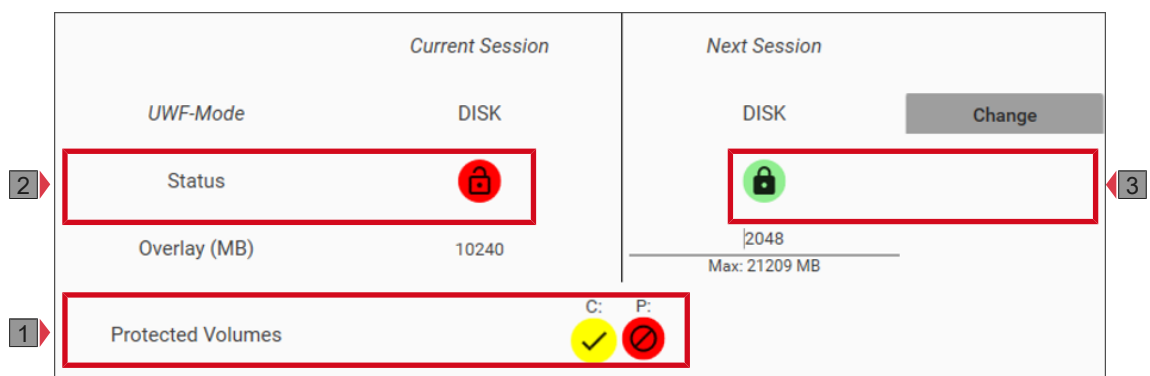 Current Session Next Session
UWF-Mode DISK DISK Change
2 Status 3
Overlay (MB) 10240 2048
Max: 21209 MB
C: P:
1 Protected Volumes